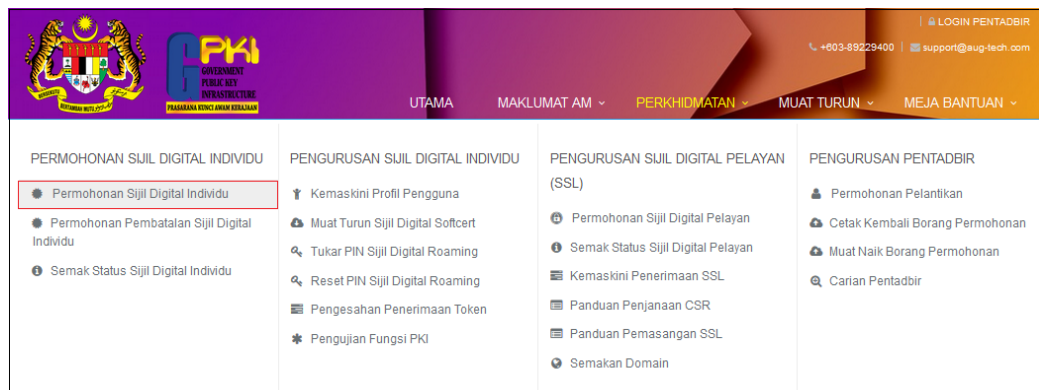 LOGIN PENTADBIR
+603-89229400 | support@aug-tech.com
GPKI
GOVERNMENT
PUBLIC KEY
INFRASTRUCTURE
PRASARANA KUNCI AWAM KERAJAAN
BERTAMBAH MUTU
UTAMA MAKLUMAT AM PERKHIDMATAN MUAT TURUN MEJA BANTUAN
PERMOHONAN SIJIL DIGITAL INDIVIDU
Permohonan Sijil Digital Individu
Permohonan Pembatalan Sijil Digital
Individu
Semak Status Sijil Digital Individu
PENGURUSAN SIJIL DIGITAL INDIVIDU
Kemaskini Profil Pengguna
Muat Turun Sijil Digital Softcert
Tukar PIN Sijil Digital Roaming
Reset PIN Sijil Digital Roaming
Pengesahan Penerimaan Token
Pengujian Fungsi PKI
PENGURUSAN SIJIL DIGITAL PELAYAN
(SSL)
Permohonan Sijil Digital Pelayan
Semak Status Sijil Digital Pelayan
Kemaskini Penerimaan SSL
Panduan Penjanaan CSR
Panduan Pemasangan SSL
Semakan Domain
PENGURUSAN PENTADBIR
Permohonan Pelantikan
Cetak Kembali Borang Permohonan
Muat Naik Borang Permohonan
Carian Pentadbir